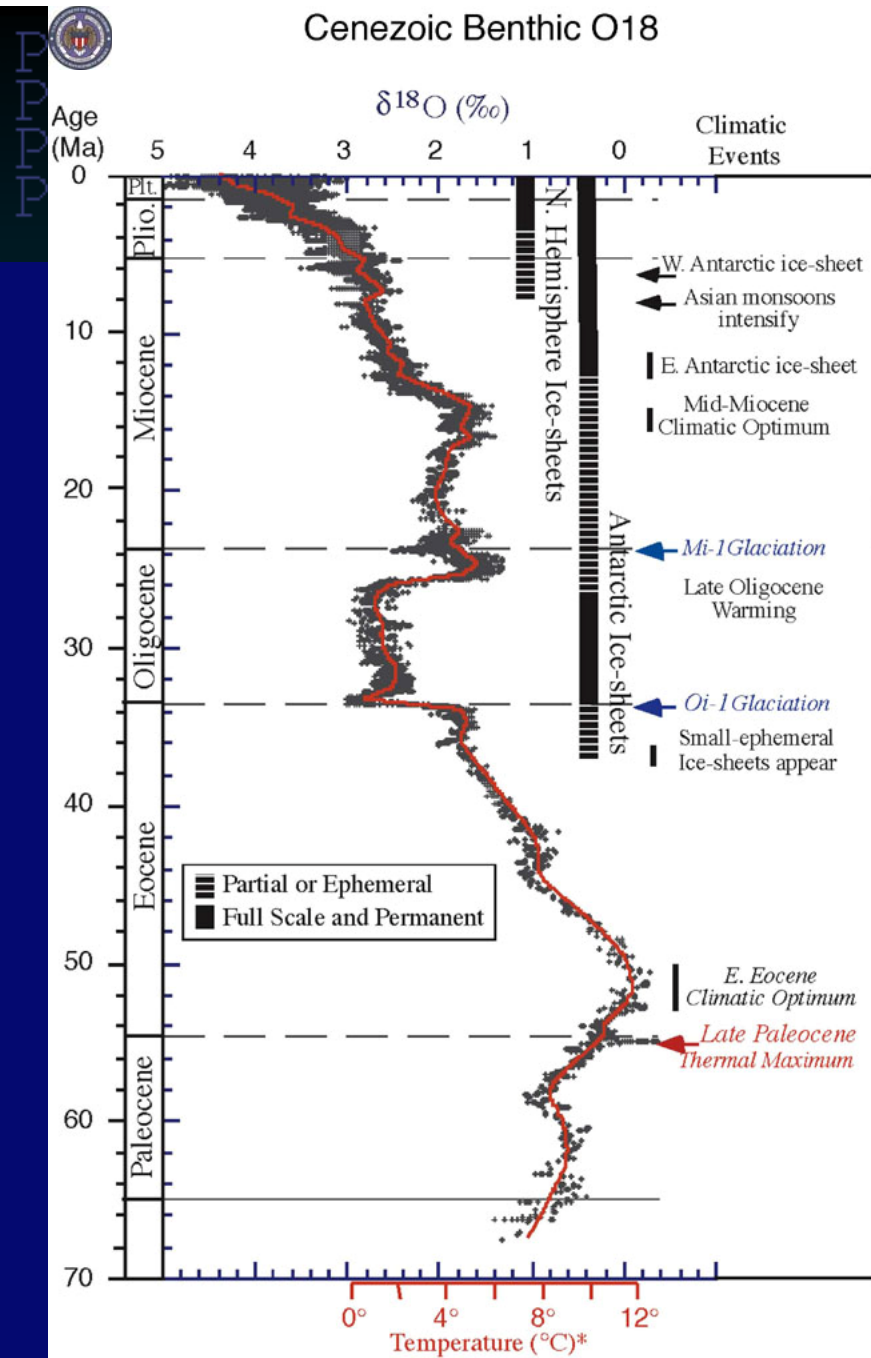 Cenezoic Benthic O18
P
P
P
P
δ18O (‰)
Age
(Ma)
5 4 3 2 1 0
Climatic
Events
0
10
20
30
40
50
60
70
Plt.
Plio.
Miocene
Oligocene
Eocene
Paleocene
N. Hemisphere Ice-sheets
Antarctic Ice-sheets
W. Antarctic ice-sheet
Asian monsoons
intensify
E. Antarctic ice-sheet
Mid-Miocene
Climatic Optimum
Mi-1Glaciation
Late Oligocene
Warming
Oi-1Glaciation
Small-ephemeral
Ice-sheets appear
Partial or Ephemeral
Full Scale and Permanent
E. Eocene
Climatic Optimum
Late Paleocene
Thermal Maximum
0° 4° 8° 12°
Temperature (°C)*